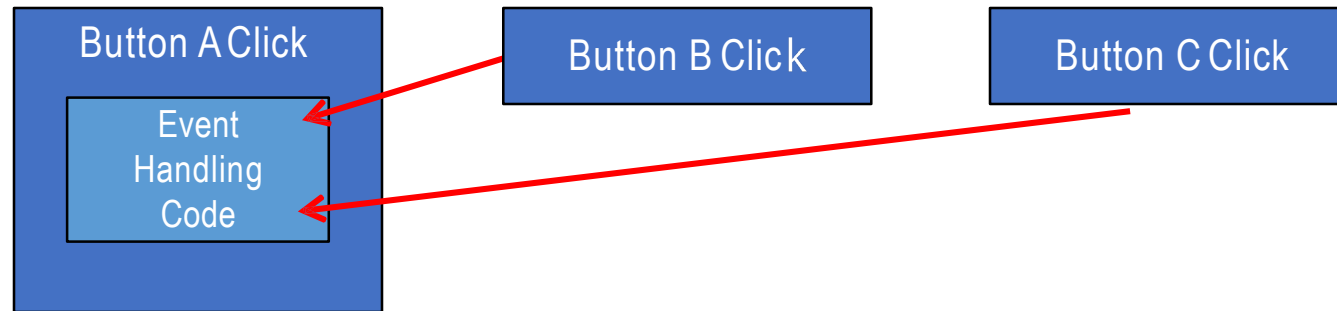 Button A Click
Event
Handling
Code
Button B Click
Button C Click